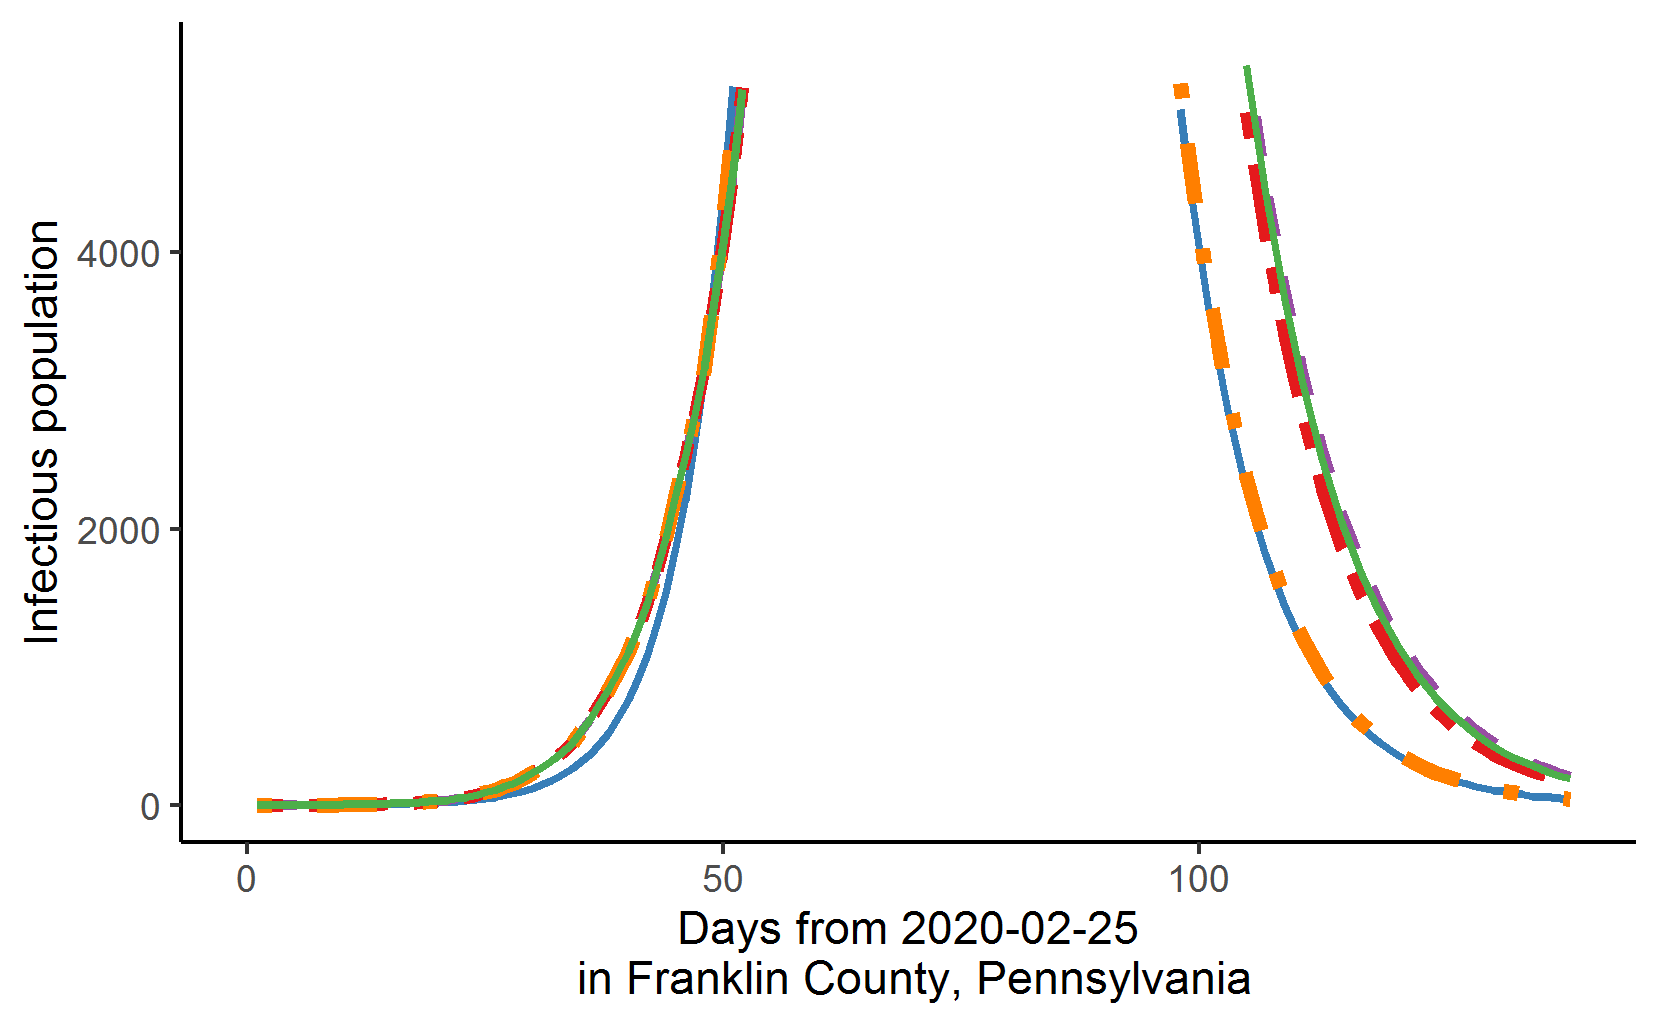 Infectious population
4000
2000
0
0 50 100
Days from 2020-02-25
in Franklin County, Pennsylvania